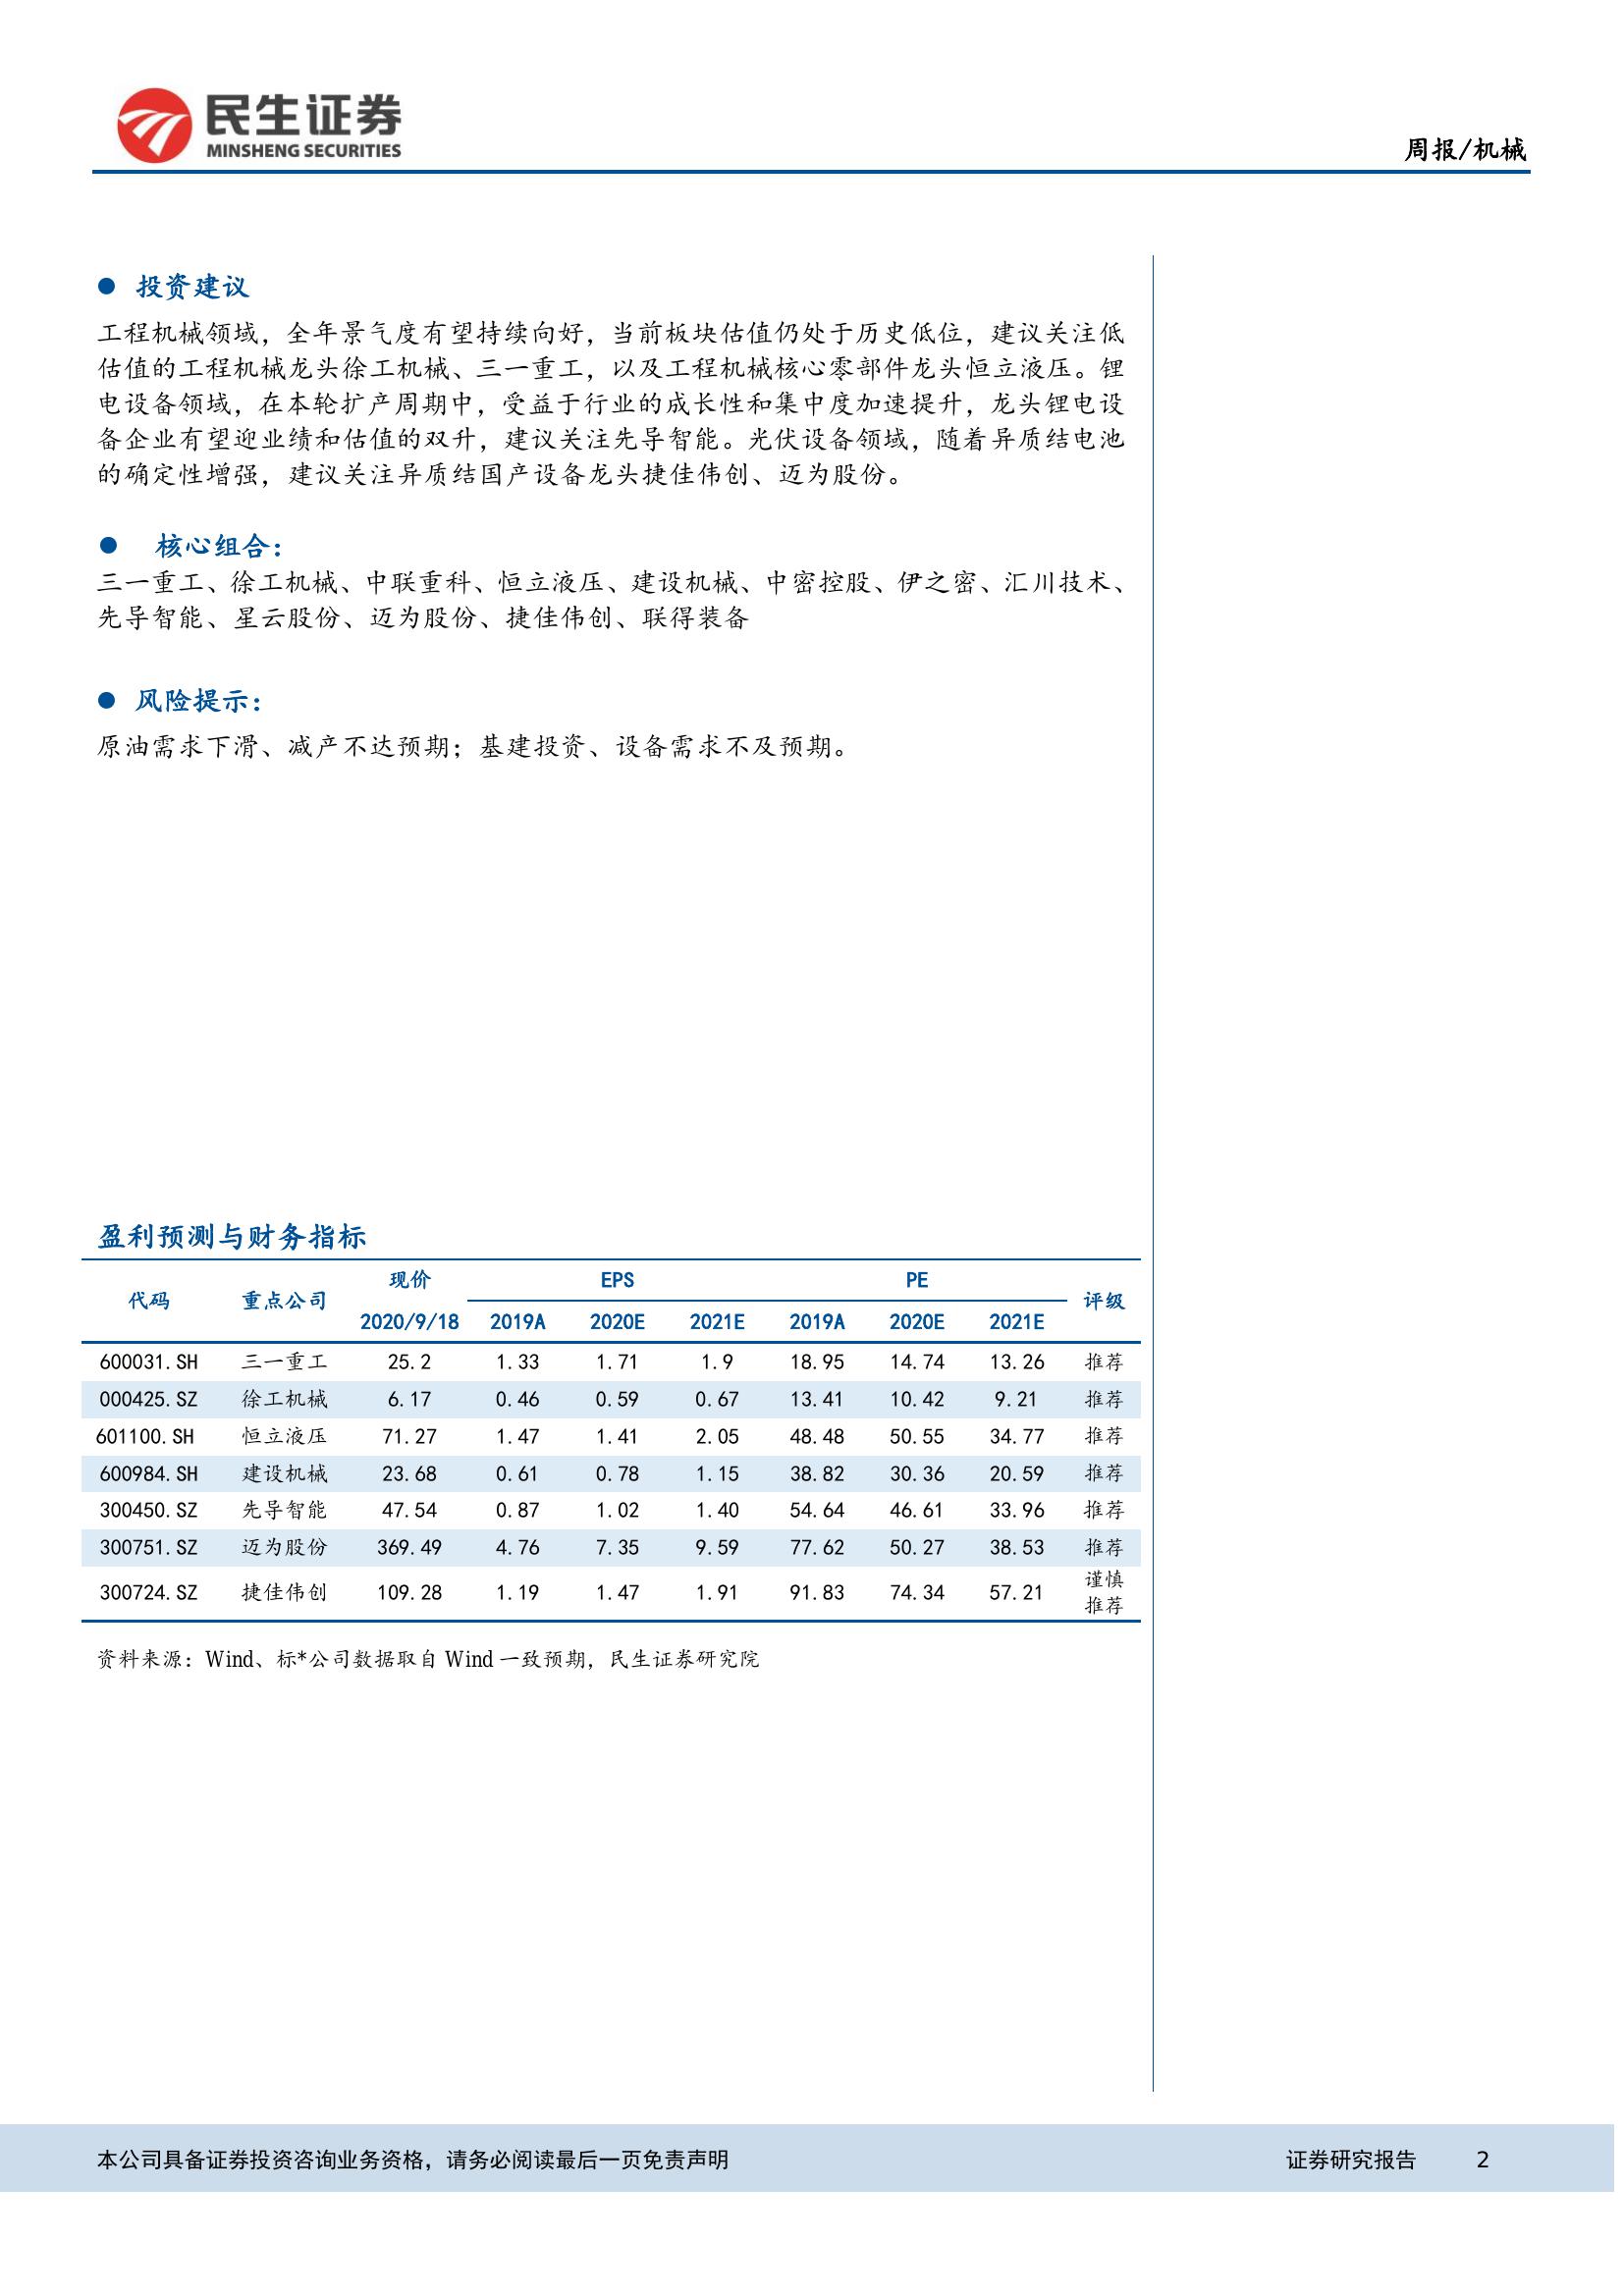 民生证券
MINSHENG SECURITIES
周报/机械
● 投资建议
工程机械领域，全年景气度有望持续向好，当前板块估值仍处于历史低位，建议关注低
估值的工程机械龙头徐工机械、三一重工，以及工程机械核心零部件龙头恒立液压。锂
电设备领域，在本轮扩产周期中，受益于行业的成长性和集中度加速提升，龙头锂电设
备企业有望迎业绩和估值的双升，建议关注先导智能。光伏设备领域，随着异质结电池
的确定性增强，建议关注异质结国产设备龙头捷佳伟创、迈为股份。
● 核心组合：
三一重工、徐工机械、中联重科、恒立液压、建设机械、中密控股、伊之密、汇川技术、
先导智能、星云股份、迈为股份、捷佳伟创、联得装备
● 风险提示：
原油需求下滑、减产不达预期；基建投资、设备需求不及预期。
盈利预测与财务指标
代码 重点公司 现价 EPS PE 评级
2020/9/18 2019A 2020E 2021E 2019A 2020E 2021E
600031.SH 三一重工 25.2 1.33 1.71 1.9 18.95 14.74 13.26 推荐
000425.SZ 徐工机械 6.17 0.46 0.59 0.67 13.41 10.42 9.21 推荐
601100.SH 恒立液压 71.27 1.47 1.41 2.05 48.48 50.55 34.77 推荐
600984.SH 建设机械 23.68 0.61 0.78 1.15 38.82 30.36 20.59 推荐
300450.SZ 先导智能 47.54 0.87 1.02 1.40 54.64 46.61 33.96 推荐
300751.SZ 迈为股份 369.49 4.76 7.35 9.59 77.62 50.27 38.53 推荐
300724.SZ 捷佳伟创 109.28 1.19 1.47 1.91 91.83 74.34 57.21 谨慎
推荐
资料来源：Wind、标*公司数据取自 Wind 一致预期，民生证券研究院
本公司具备证券投资咨询业务资格，请务必阅读最后一页免责声明 证券研究报告 2